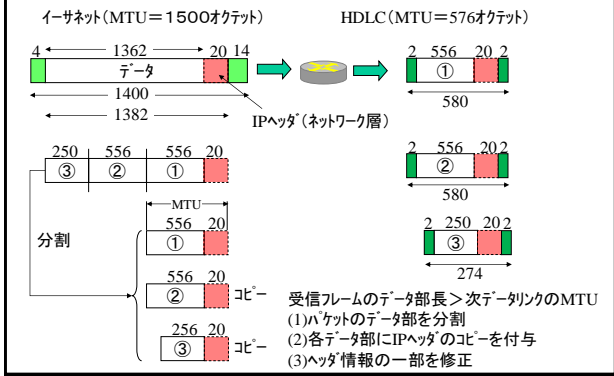 イーサネット(MTU=1500オクテット) HDLC(MTU=576オクテット)
4 1362 20 14
データ
1400
1382
IPヘッダ(ネットワーク層)
2 556 20 2
①
580
250 556 556 20
③ ② ①
2 556 20 2
②
580
MTU
556 20
①
分割
556 20
② コピー
256 20
③ コピー
2 250 20 2
③
274
受信フレームのデータ部長>次データリンクのMTU
(1)パケットのデータ部を分割
(2)各データ部にIPヘッダのコピーを付与
(3)ヘッダ情報の一部を修正